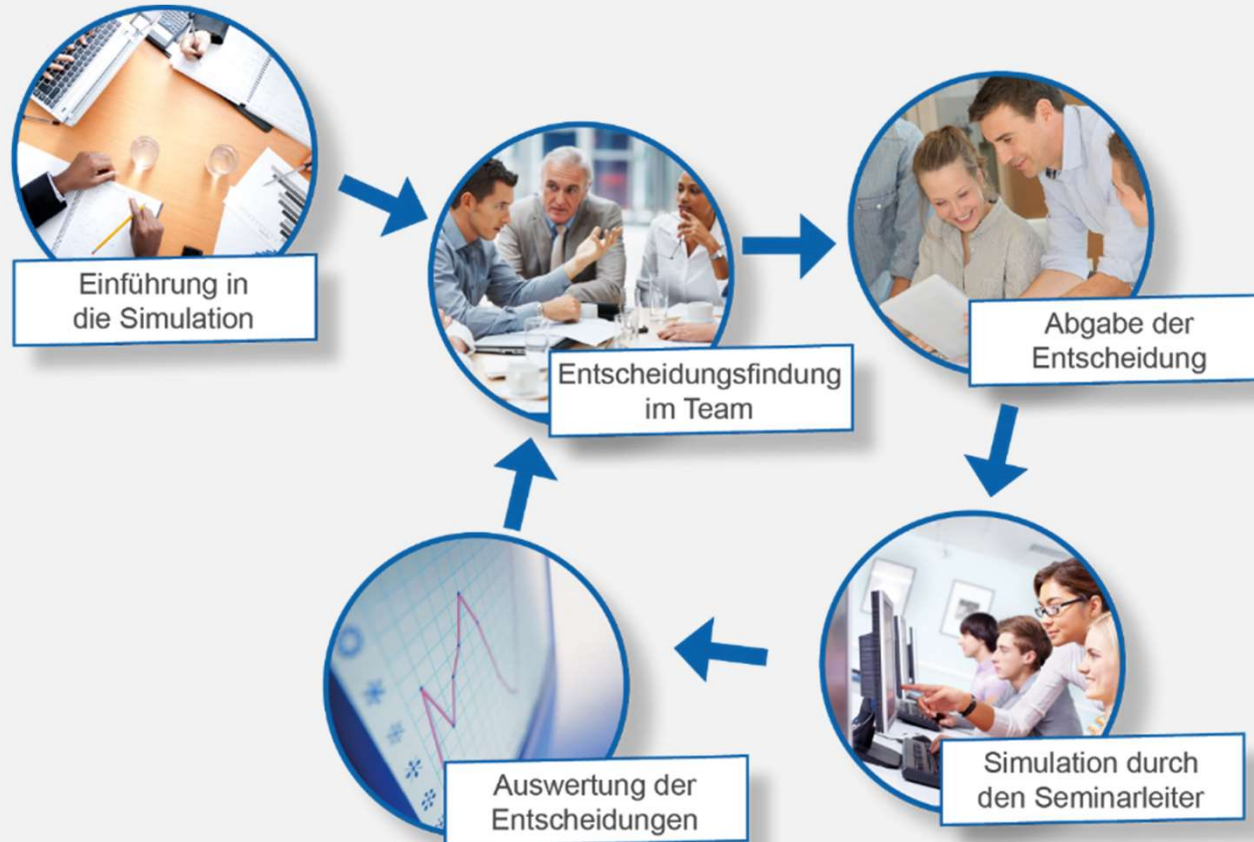 Einführung in
die Simulation
Entscheidungsfindung
im Team
Abgabe der
Entscheidung
Simulation durch
den Seminarleiter
Auswertung der
Entscheidungen